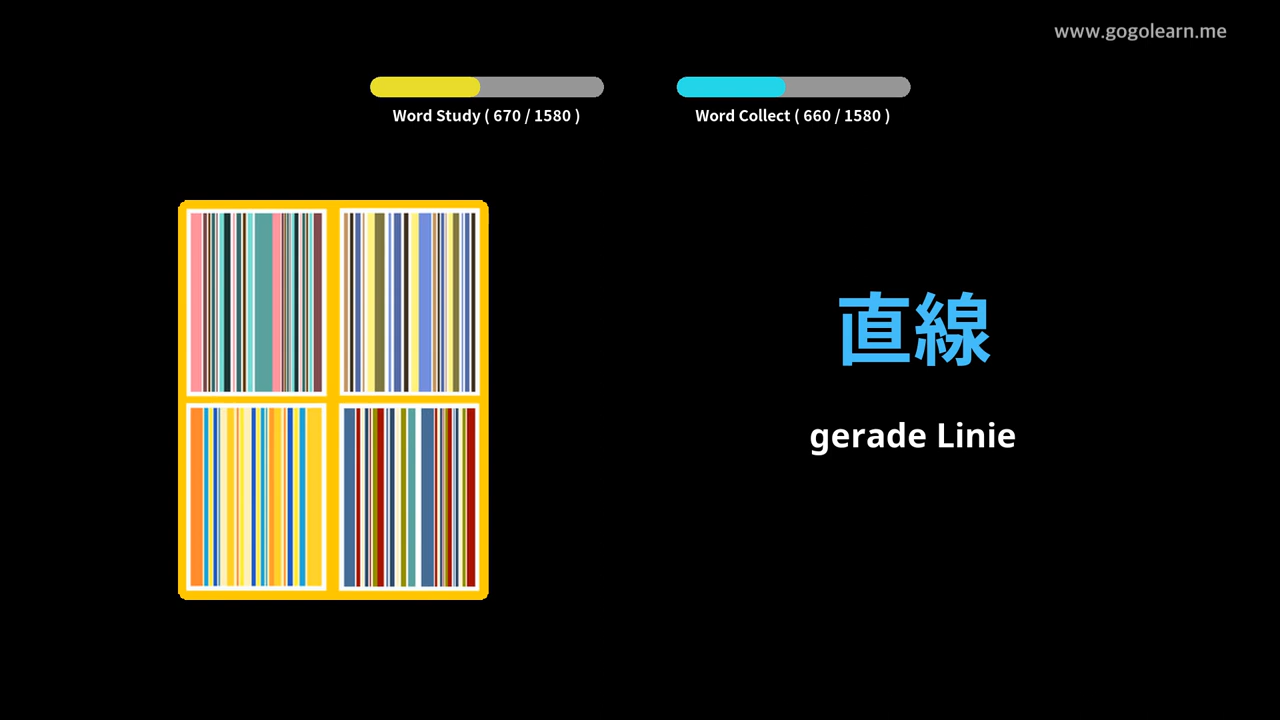 www.gogolearn.me
Word Study ( 670 / 1580 )
Word Collect ( 660 / 1580 )
直線
gerade Linie